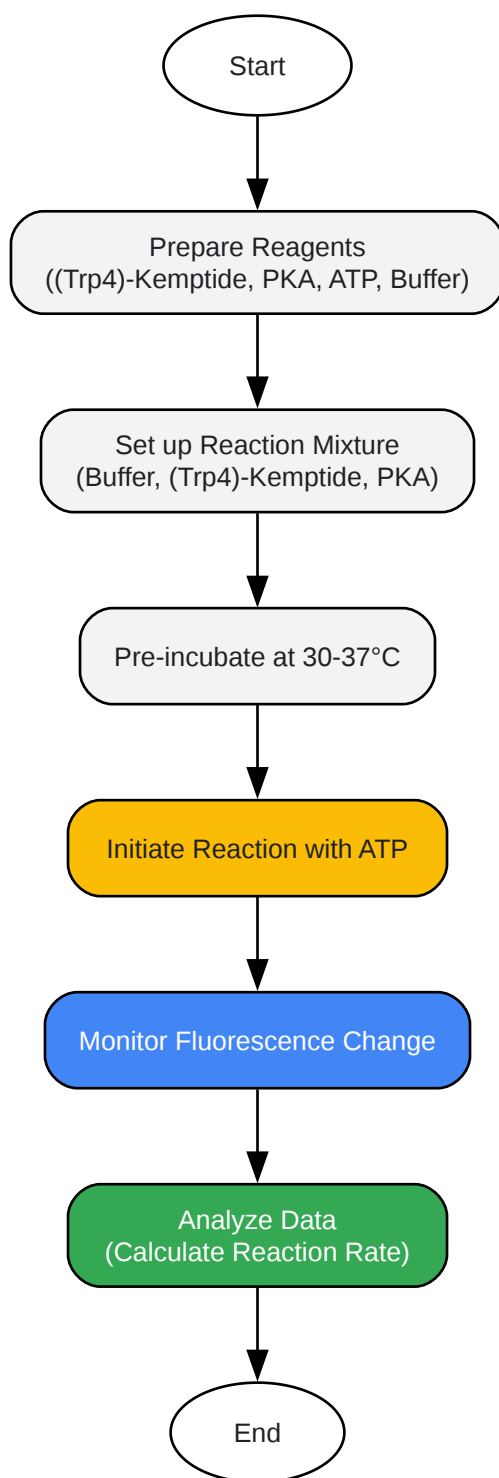 Start
Prepare Reagents
((Trp4)-Kemptide, PKA, ATP, Buffer)
Set up Reaction Mixture
(Buffer, (Trp4)-Kemptide, PKA)
Pre-incubate at 30-37°C
Initiate Reaction with ATP
Monitor Fluorescence Change
Analyze Data
(Calculate Reaction Rate)
End